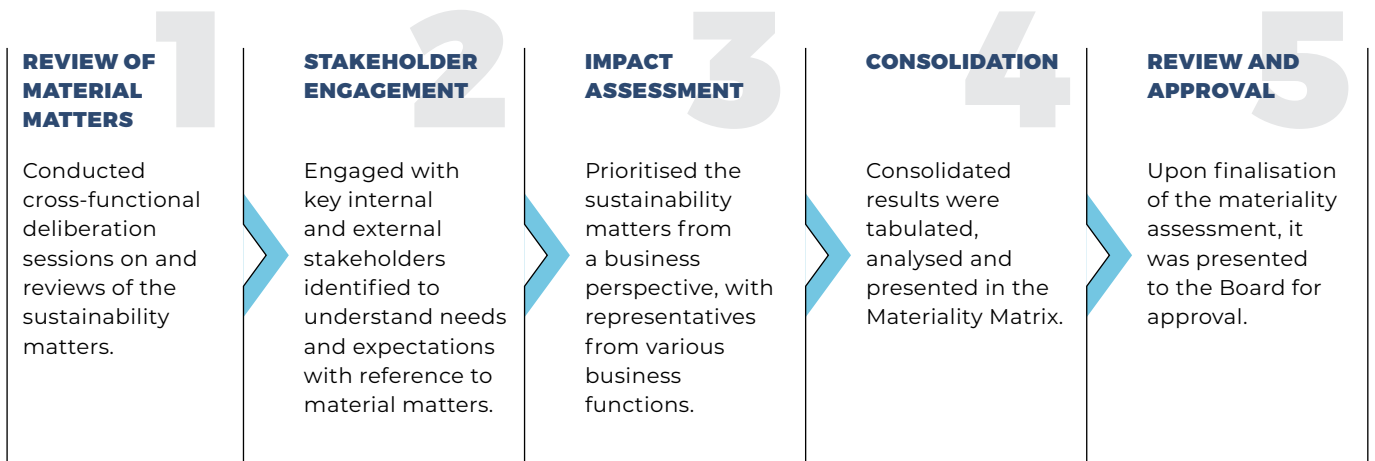 1
REVIEW OF
MATERIAL
MATTERS
Conducted
cross-functional
deliberation
sessions on and
reviews of the
sustainability
matters.
2
STAKEHOLDER
ENGAGEMENT
Engaged with
key internal
and external
stakeholders
identified to
understand needs
and expectations
with reference to
material matters.
3
IMPACT
ASSESSMENT
Prioritised the
sustainability
matters from
a business
perspective, with
representatives
from various
business
functions.
4
CONSOLIDATION
Consolidated
results were
tabulated,
analysed and
presented in the
Materiality Matrix.
5
REVIEW AND
APPROVAL
Upon finalisation
of the materiality
assessment, it
was presented
to the Board for
approval.